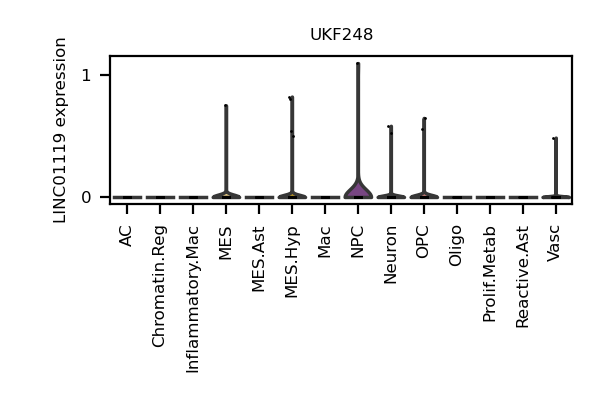 UKF248
LINC01119 expression
1
0
AC
Chromatin.Reg
Inflammatory.Mac
MES
MES.Ast
MES.Hyp
Mac
NPC
Neuron
OPC
Oligo
Prolif.Metab
Reactive.Ast
Vasc